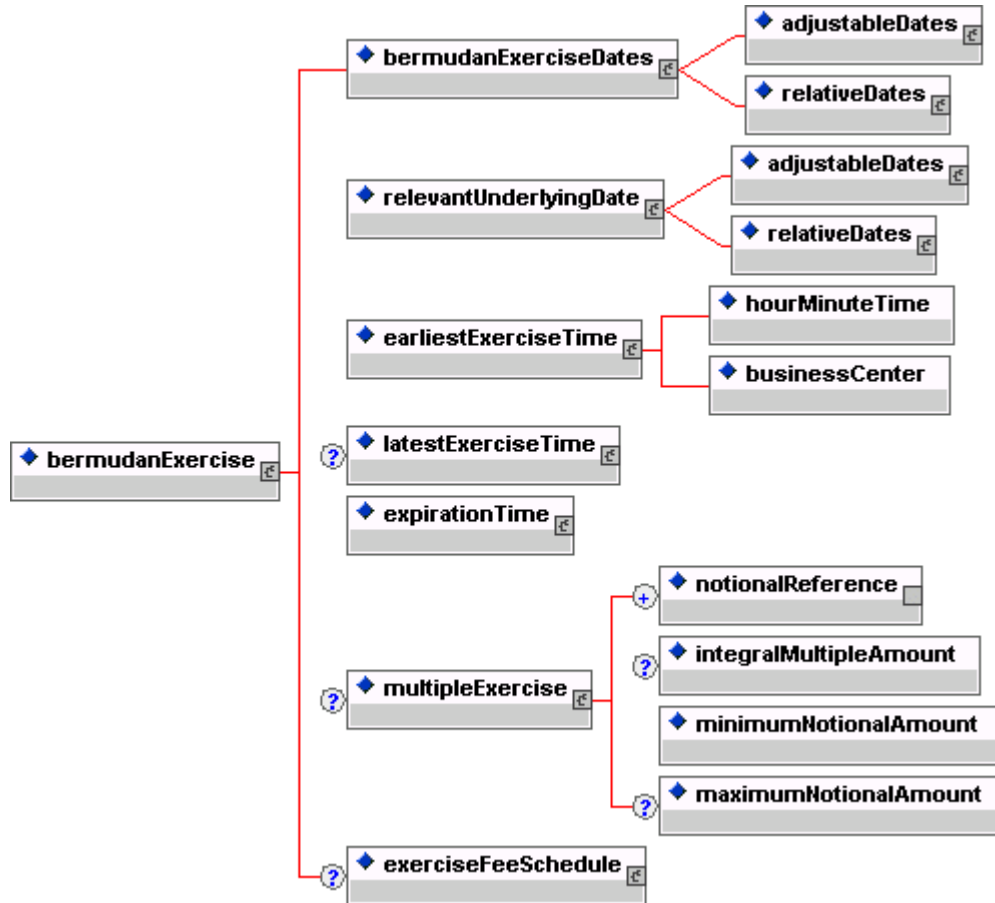 bermudanExercise
bermudanExerciseDates
adjustableDates
relativeDates
relevantUnderlyingDate
adjustableDates
relativeDates
earliestExerciseTime
hourMinuteTime
businessCenter
?
latestExerciseTime
expirationTime
?
multipleExercise
+
notionalReference
?
integralMultipleAmount
minimumNotionalAmount
?
maximumNotionalAmount
?
exerciseFeeSchedule